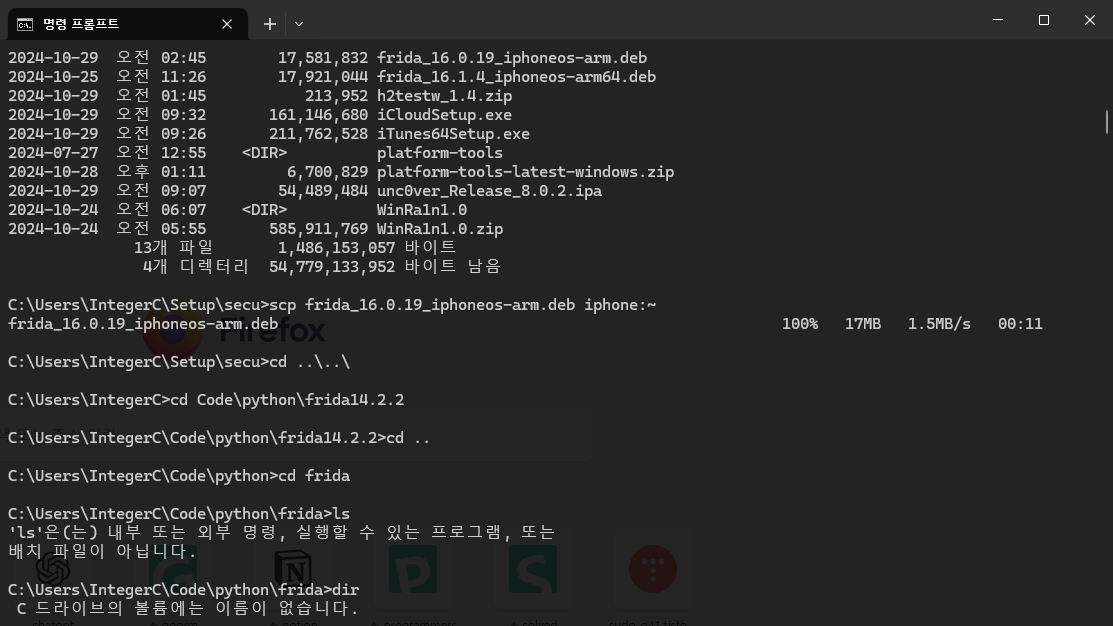 명령 프롬프트
2024-10-29 오전 02:45 17,581,832 frida_16.0.19_iphoneos-arm.deb
2024-10-25 오전 11:26 17,921,044 frida_16.1.4_iphoneos-arm64.deb
2024-10-29 오전 01:45 213,952 h2testw_1.4.zip
2024-10-29 오전 09:32 161,146,680 iCloudSetup.exe
2024-10-29 오전 09:26 211,762,528 iTunes64Setup.exe
2024-07-27 오전 12:55 <DIR> platform-tools
2024-10-28 오후 01:11 6,700,829 platform-tools-latest-windows.zip
2024-10-29 오전 09:07 54,489,484 unc0ver_Release_8.0.2.ipa
2024-10-24 오전 06:07 <DIR> WinRa1n1.0
2024-10-24 오전 05:55 585,911,769 WinRa1n1.0.zip
13개 파일 1,486,153,057 바이트
4개 디렉터리 54,779,133,952 바이트 남음
C:\Users\IntegerC\Setup\secu>scp frida_16.0.19_iphoneos-arm.deb iphone:~
frida_16.0.19_iphoneos-arm.deb 100% 17MB 1.5MB/s 00:11
Firefox
C:\Users\IntegerC\Setup\secu>cd ..\..\
C:\Users\IntegerC>cd Code\python\frida14.2.2
C:\Users\IntegerC\Code\python\frida14.2.2>cd ..
C:\Users\IntegerC\Code\python>cd frida
C:\Users\IntegerC\Code\python\frida>ls
'ls'은(는) 내부 또는 외부 명령, 실행할 수 있는 프로그램, 또는
배치 파일이 아닙니다.
C:\Users\IntegerC\Code\python\frida>dir
C 드라이브의 볼륨에는 이름이 없습니다.